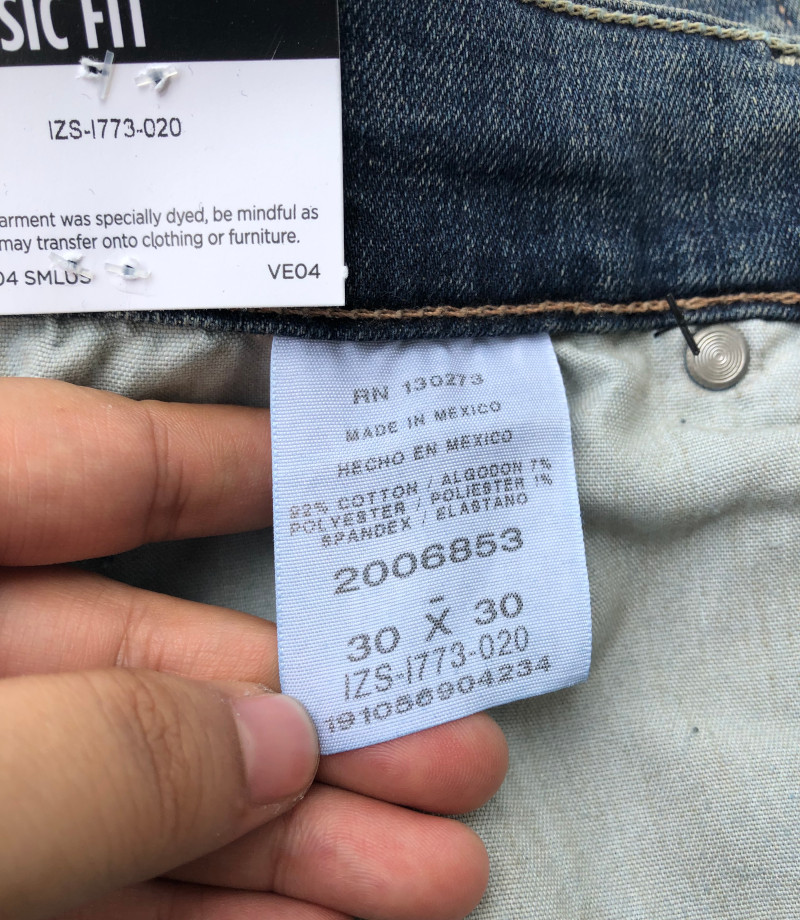 SIC FIT
IZS-I773-020
arment was specially dyed, be mindful as
may transfer onto clothing or furniture.
04 SMLUS
VE04
RN 130273
MADE IN MEXICO
HECHO EN MEXICO
92% COTTON / ALGODON 7%
POLYESTER / POLIESTER 1%
SPANDEX / ELASTANO
2006853
-
30 X 30
IZS-I773-020
191086904234